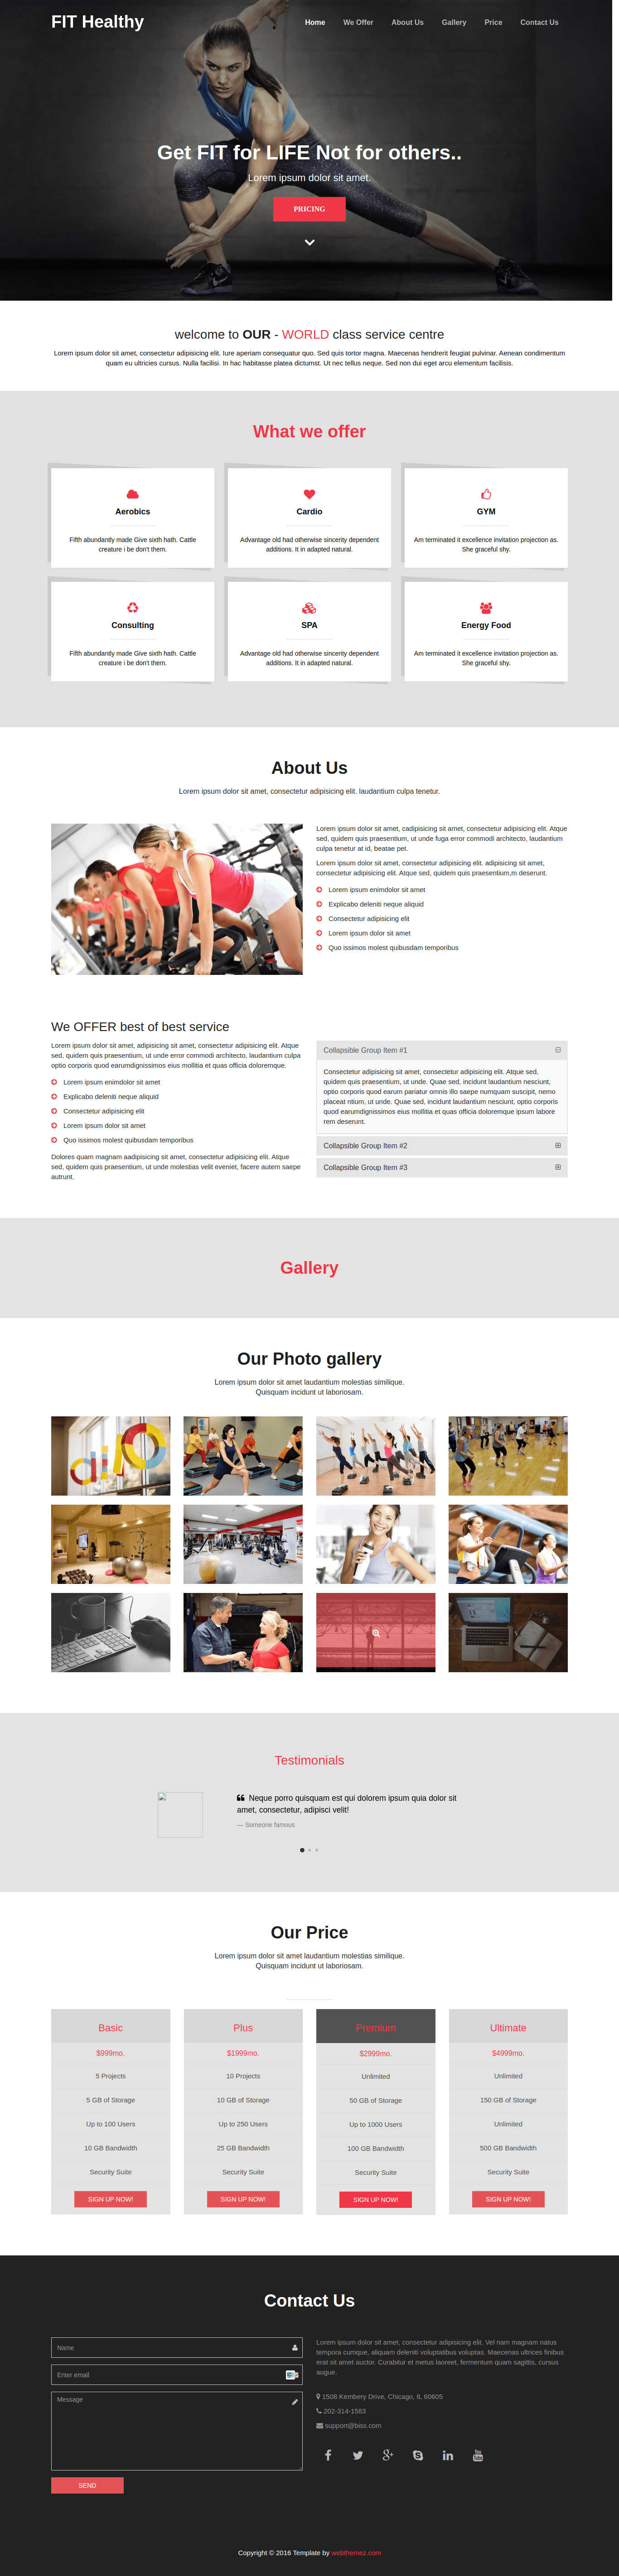 FIT Healthy
Home We Offer About Us Gallery Price Contact Us
Get FIT for LIFE Not for others..
Lorem ipsum dolor sit amet.
PRICING
welcome to OUR - WORLD class service centre
Lorem ipsum dolor sit amet, consectetur adipisicing elit. Iure aperiam consequatur quo. Sed quis tortor magna. Maecenas hendrerit feugiat pulvinar. Aenean condimentum
quam eu ultricies cursus. Nulla facilisi. In hac habitasse platea dictumst. Ut nec tellus neque. Sed non dui eget arcu elementum facilisis.
What we offer
Aerobics
Fifth abundantly made Give sixth hath. Cattle
creature i be don't them.
Cardio
Advantage old had otherwise sincerity dependent
additions. It in adapted natural.
GYM
Am terminated it excellence invitation projection as.
She graceful shy.
Consulting
Fifth abundantly made Give sixth hath. Cattle
creature i be don't them.
SPA
Advantage old had otherwise sincerity dependent
additions. It in adapted natural.
Energy Food
Am terminated it excellence invitation projection as.
She graceful shy.
About Us
Lorem ipsum dolor sit amet, consectetur adipisicing elit. laudantium culpa tenetur.
Lorem ipsum dolor sit amet, cadipisicing sit amet, consectetur adipisicing elit. Atque
sed, quidem quis praesentium, ut unde fuga error commodi architecto, laudantium
culpa tenetur at id, beatae pet.
Lorem ipsum dolor sit amet, consectetur adipisicing elit. adipisicing sit amet,
consectetur adipisicing elit. Atque sed, quidem quis praesentium,m deserunt.
Lorem ipsum enimdolor sit amet
Explicabo deleniti neque aliquid
Consectetur adipisicing elit
Lorem ipsum dolor sit amet
Quo issimos molest quibusdam temporibus
We OFFER best of best service
Lorem ipsum dolor sit amet, consectetur adipisicing sit amet, consectetur adipisicing elit. Atque
sed, quidem quis praesentium, ut unde error commodi architecto, laudantium culpa
optio corporis quod earumdignissimos eius mollitia et quas officia doloremque.
Lorem ipsum enimdolor sit amet
Explicabo deleniti neque aliquid
Consectetur adipisicing elit
Lorem ipsum dolor sit amet
Quo issimos molest quibusdam temporibus
Dolores quam magnam aadipisicing sit amet, consectetur adipisicing elit. Atque
sed, quidem quis praesentium, ut unde molestias velit eveniet, facere autem saepe
autrunt.
Collapsible Group Item #1
Consectetur adipisicing sit amet, consectetur adipisicing elit. Atque sed,
quidem quis praesentium, ut unde. Quae sed, incidunt laudantium nesciunt,
optio corporis quod earum pariatur omnis illo saepe numquam suscipit, nemo
placeat ntium, ut unde. Quae sed, incidunt laudantium nesciunt, optio corporis
quod earumdignissimos eius mollitia et quas officia doloremque ipsum labore
rem deserunt.
Collapsible Group Item #2
Collapsible Group Item #3
Gallery
Our Photo gallery
Lorem ipsum dolor sit amet laudantium molestias similique.
Quisquam incidunt ut laboriosam.
Testimonials
Neque porro quisquam est qui dolorem ipsum quia dolor sit
amet, consectetur, adipisci velit!
— Someone famous
Our Price
Lorem ipsum dolor sit amet laudantium molestias similique.
Quisquam incidunt ut laboriosam.
Basic
$999mo.
5 Projects
5 GB of Storage
Up to 100 Users
10 GB Bandwidth
Security Suite
SIGN UP NOW!
Plus
$1999mo.
10 Projects
10 GB of Storage
Up to 250 Users
25 GB Bandwidth
Security Suite
SIGN UP NOW!
Premium
$2999mo.
Unlimited
50 GB of Storage
Up to 1000 Users
100 GB Bandwidth
Security Suite
SIGN UP NOW!
Ultimate
$4999mo.
Unlimited
150 GB of Storage
Unlimited
500 GB Bandwidth
Security Suite
SIGN UP NOW!
Contact Us
Name
Enter email
Message
SEND
Lorem ipsum dolor sit amet, consectetur adipisicing elit. Vel nam magnam natus
tempora cumque, aliquam deleniti voluptatibus voluptas. Maecenas ultrices finibus
erat sit amet auctor. Curabitur et metus laoreet, fermentum quam sagittis, cursus
augue.
1508 Kembery Drive, Chicago, IL 60605
202-314-1583
support@biss.com
Copyright © 2016 Template by webthemez.com